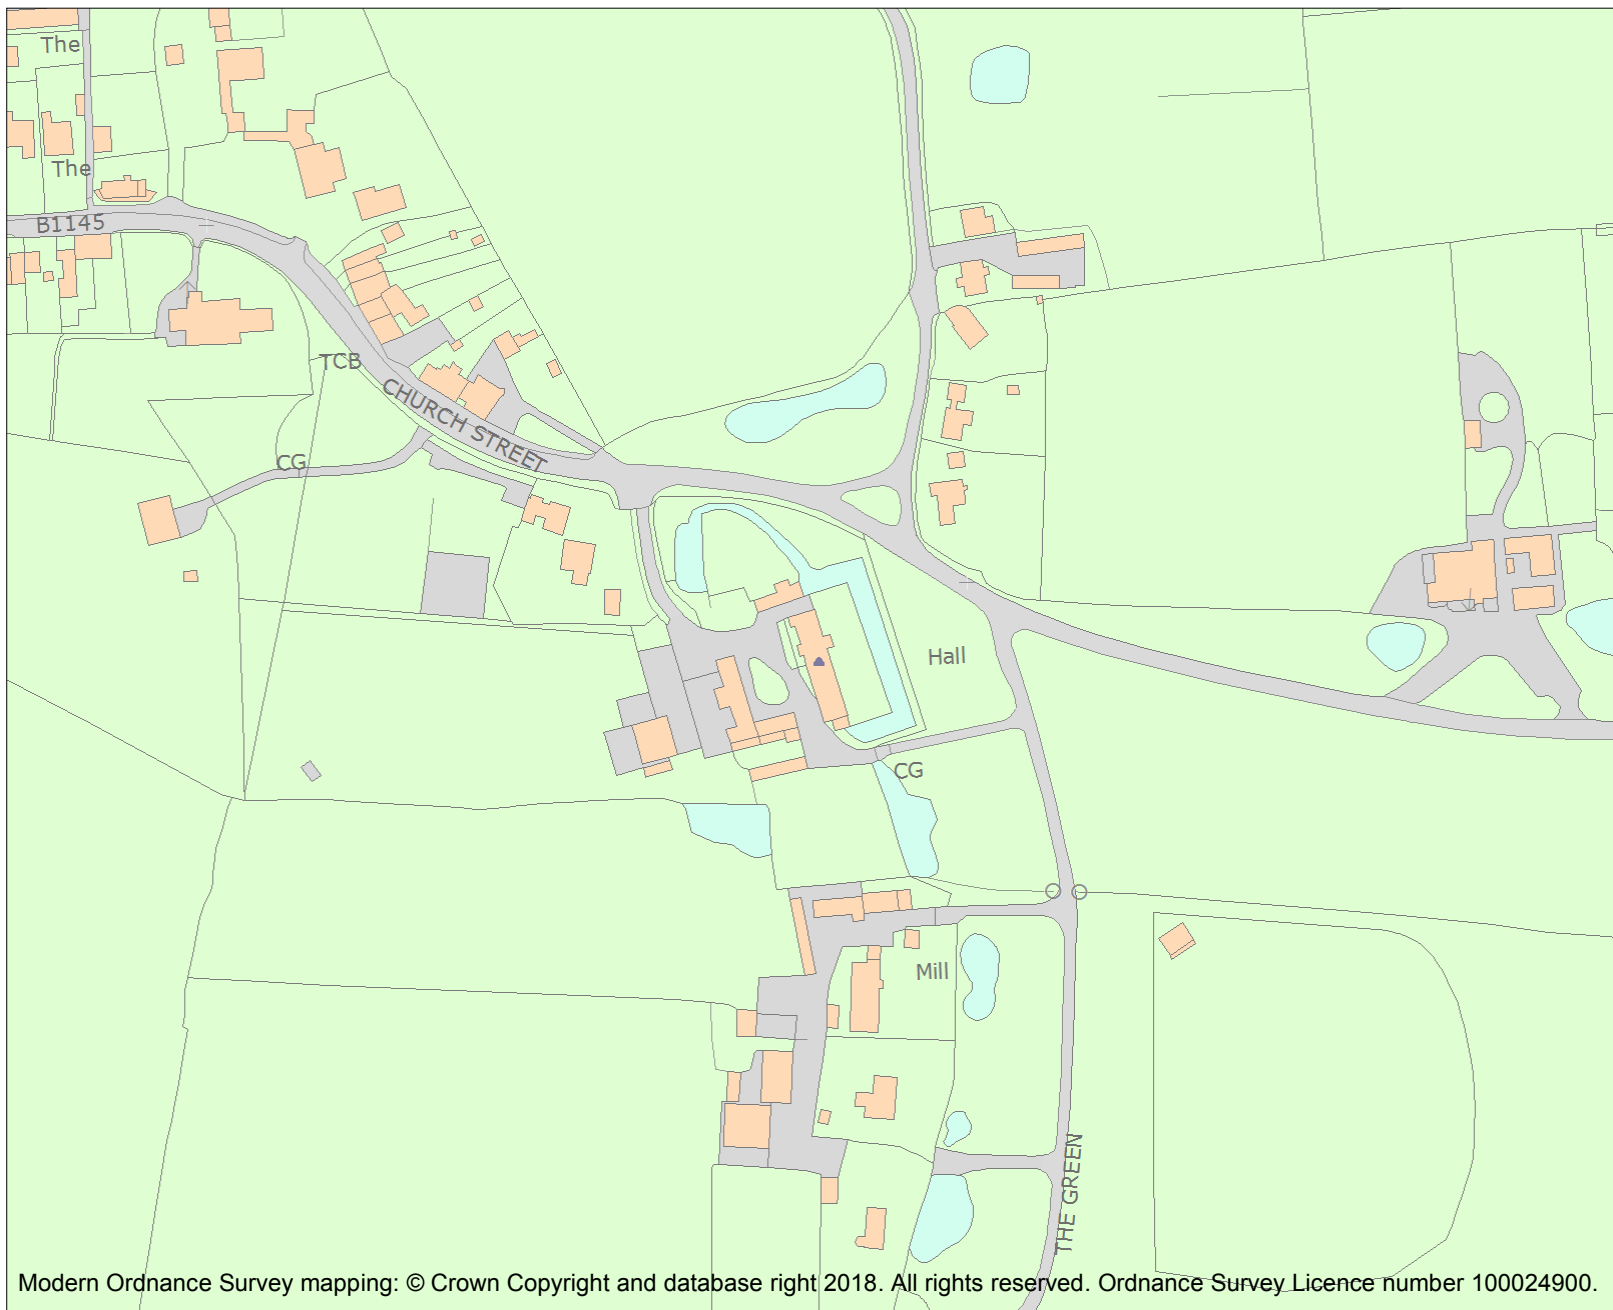 The
The
B1145
TCB
CHURCH STREET
CG
Hall
CG
Mill
THE GREEN
Modern Ordnance Survey mapping: © Crown Copyright and database right 2018. All rights reserved. Ordnance Survey Licence number 100024900.